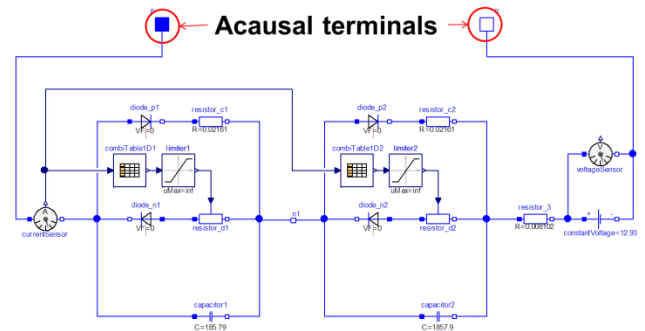 Acausal terminals
diode_p1
resistor_c1
VF=0
R=0.02161
combiTable1D1
limiter1
uMax=inf
diode_n1
VF=0
resistor_d1
A
currentSensor
capacitor1
C=185.79
n1
diode_p2
resistor_c2
VF=0
R=0.02161
combiTable1D2
limiter2
uMax=inf
diode_n2
VF=0
resistor_d2
capacitor2
C=1857.9
resistor_3
R=0.008102
V
voltageSensor
+ -
constantVoltage=12.93